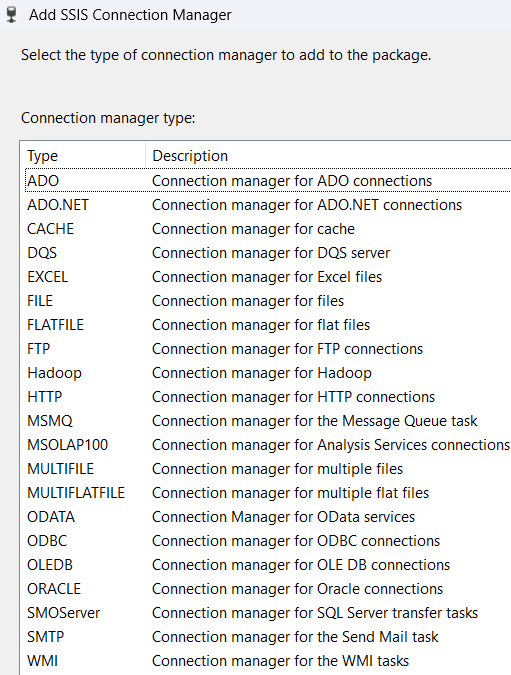 Add SSIS Connection Manager
Select the type of connection manager to add to the package.
Connection manager type:
Type Description
ADO Connection manager for ADO connections
ADO.NET Connection manager for ADO.NET connections
CACHE Connection manager for cache
DQS Connection manager for DQS server
EXCEL Connection manager for Excel files
FILE Connection manager for files
FLATFILE Connection manager for flat files
FTP Connection manager for FTP connections
Hadoop Connection manager for Hadoop
HTTP Connection manager for HTTP connections
MSMQ Connection manager for the Message Queue task
MSOLAP100 Connection manager for Analysis Services connections
MULTIFILE Connection manager for multiple files
MULTIFLATFILE Connection manager for multiple flat files
ODATA Connection Manager for OData services
ODBC Connection manager for ODBC connections
OLEDB Connection manager for OLE DB connections
ORACLE Connection manager for Oracle connections
SMOServer Connection manager for SQL Server transfer tasks
SMTP Connection manager for the Send Mail task
WMI Connection manager for the WMI tasks